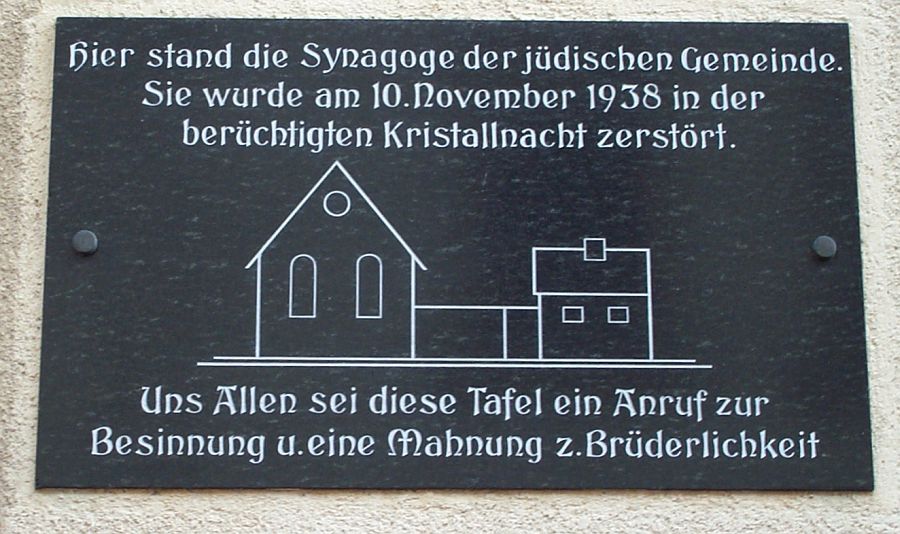 Hier stand die Synagoge der jüdischen Gemeinde.
Sie wurde am 10. November 1938 in der
berüchtigten Kristallnacht zerstört.
Uns Allen sei diese Tafel ein Anruf zur
Besinnung u. eine Mahnung z. Brüderlichkeit